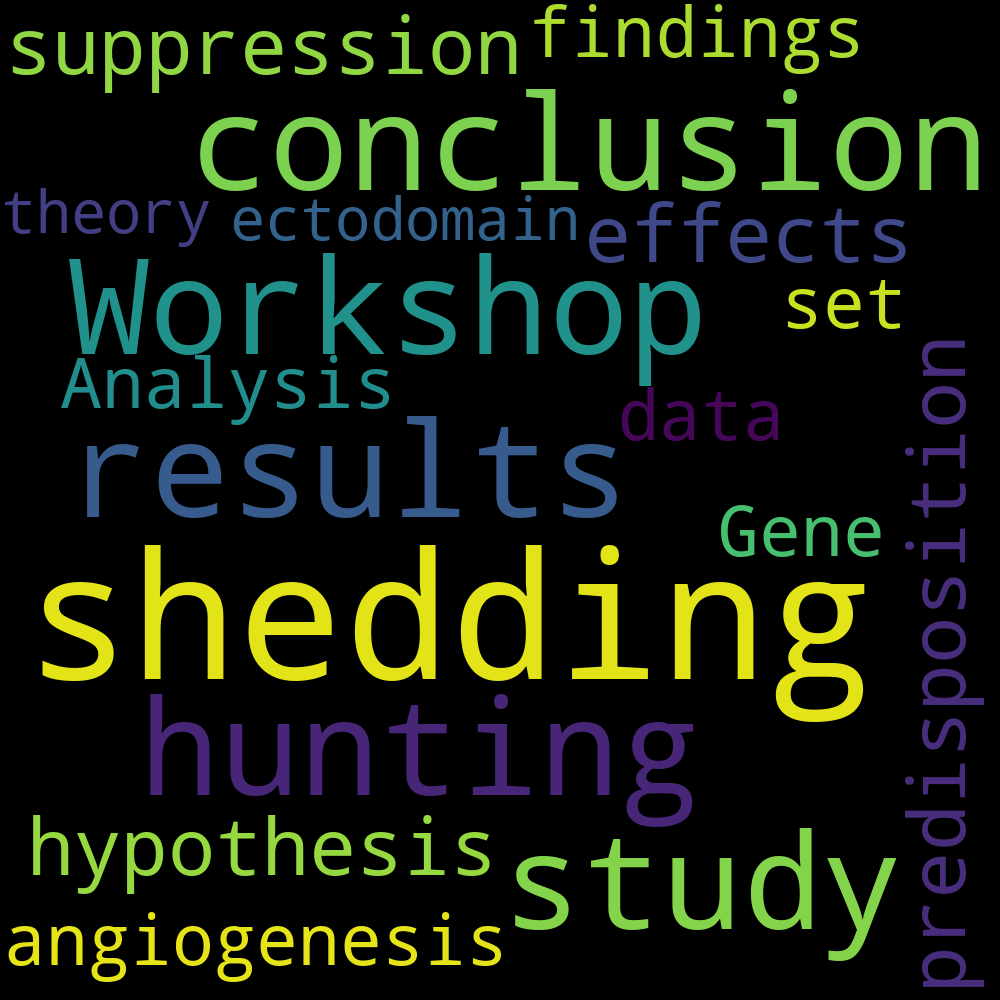 suppression findings
conclusion
theory ectodomain effects
Workshop set
Analysis data
results
Gene
shedding
predisposition
hunting
hypothesis study
angiogenesis